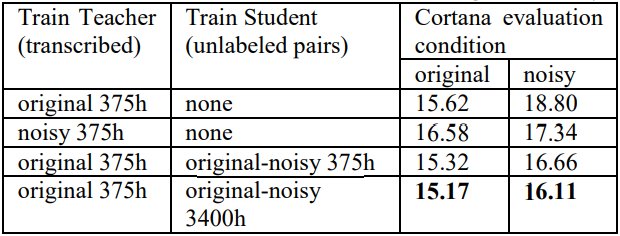 Train Teacher (transcribed) Train Student (unlabeled pairs) Cortana evaluation condition
original noisy
original 375h none 15.62 18.80
noisy 375h none 16.58 17.34
original 375h original-noisy 375h 15.32 16.66
original 375h original-noisy 3400h 15.17 16.11